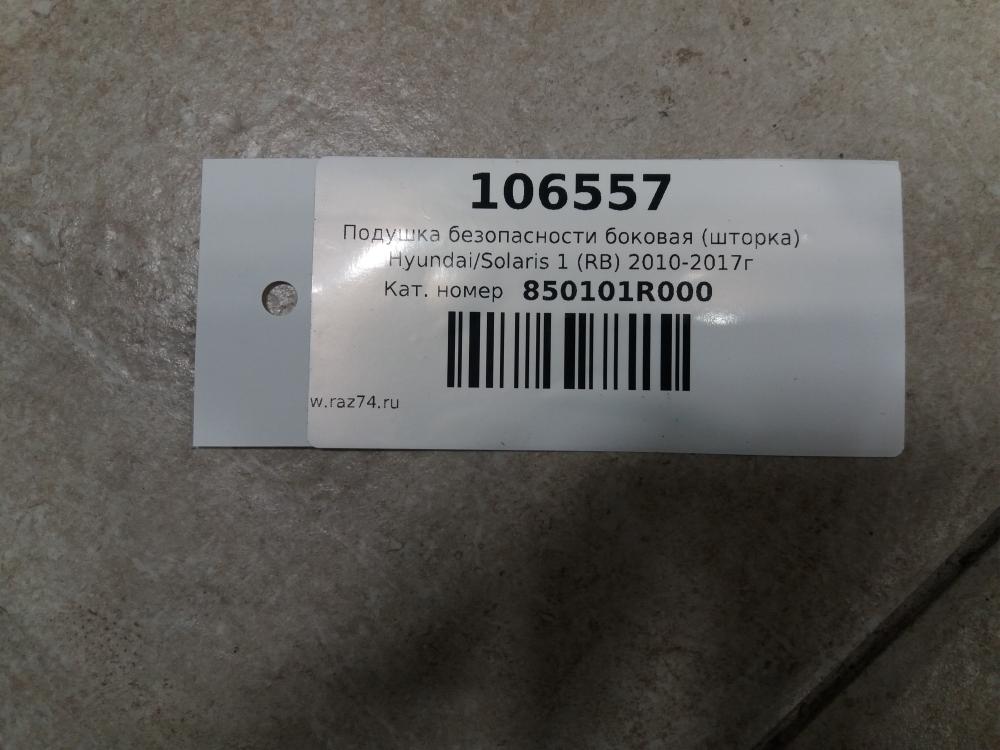 106557
Подушка безопасности боковая (шторка)
Hyundai/Solaris 1 (RB) 2010-2017г
Кат. номер 850101R000
w.raz74.ru